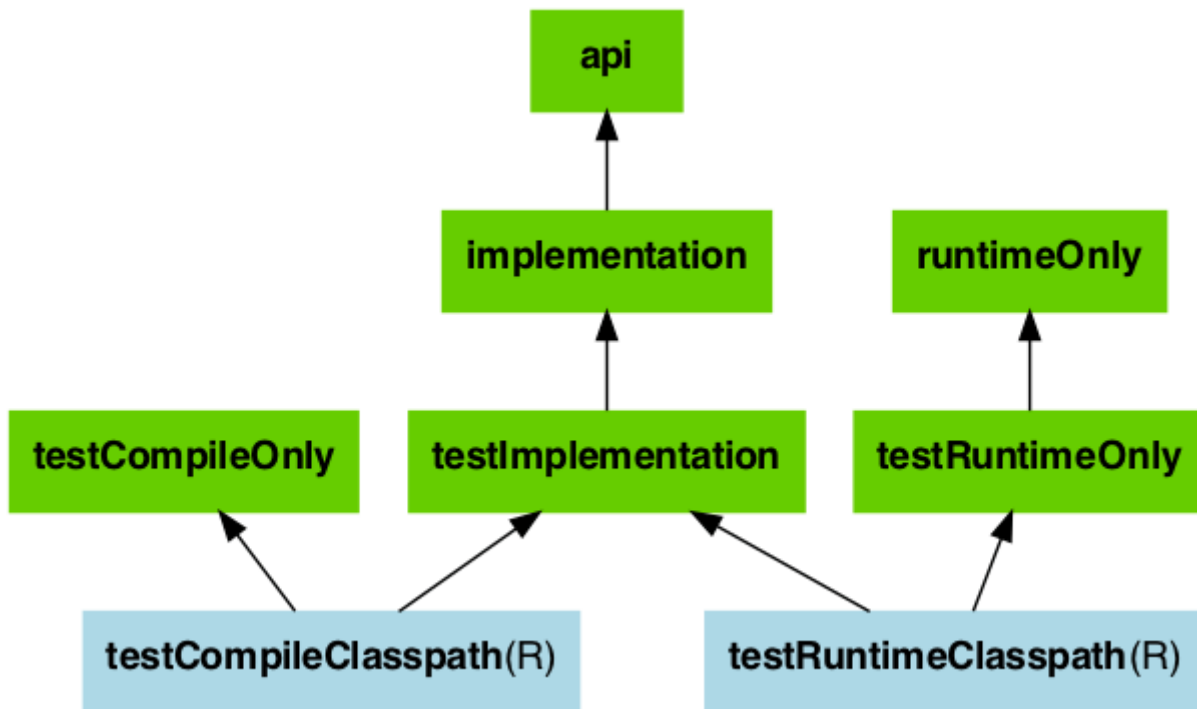 api
implementation
runtimeOnly
testCompileOnly
testImplementation
testRuntimeOnly
testCompileClasspath(R)
testRuntimeClasspath(R)